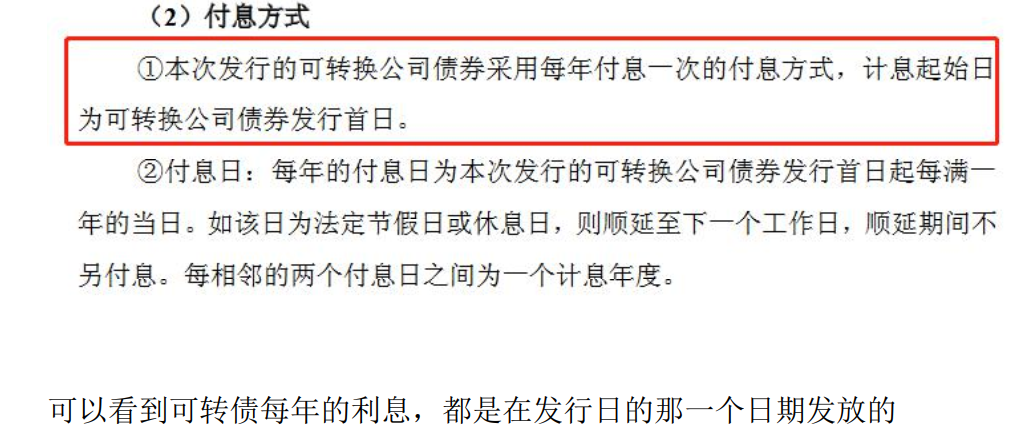 （2）付息方式
①本次发行的可转换公司债券采用每年付息一次的付息方式，计息起始日
为可转换公司债券发行首日。
②付息日：每年的付息日为本次发行的可转换公司债券发行首日起每满一
年的当日。如该日为法定节假日或休息日，则顺延至下一个工作日，顺延期间不
另付息。每相邻的两个付息日之间为一个计息年度。
可以看到可转债每年的利息，都是在发行日的那一个日期发放的